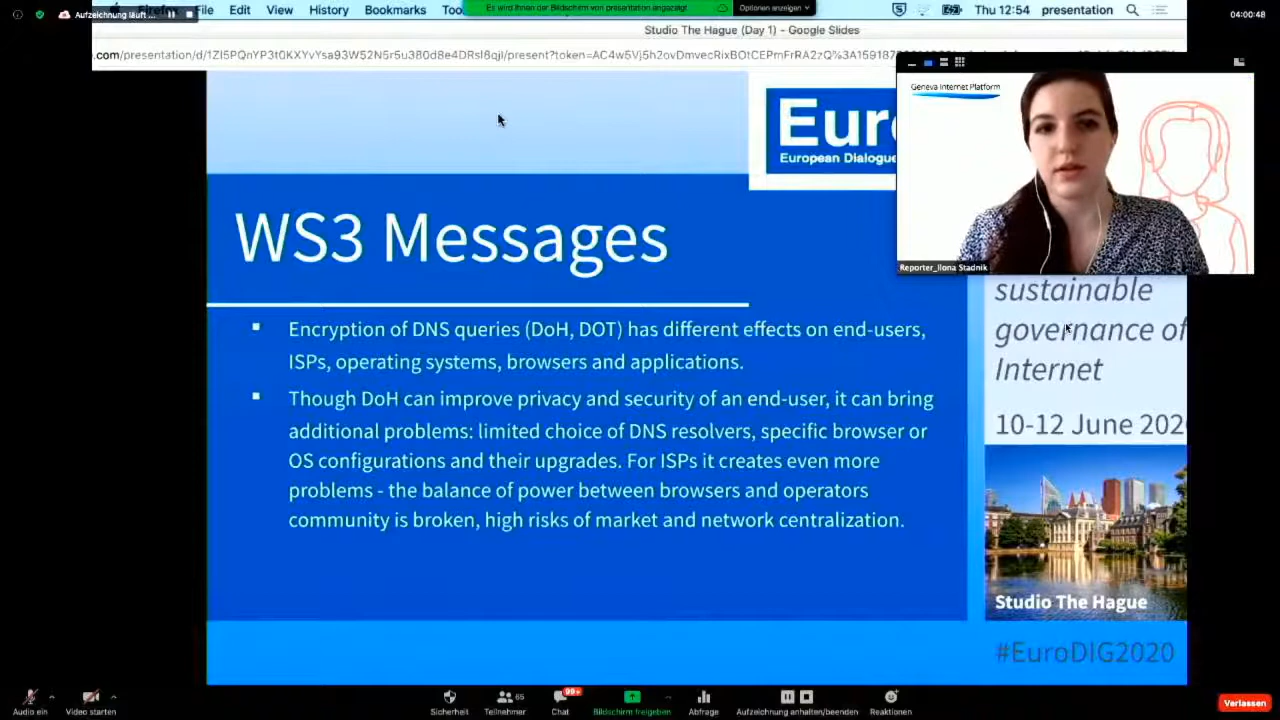 Aufzeichnung läuft ...
Firefox File Edit View History Bookmarks
Es wird Ihnen der Bildschirm von presentation angezeigt
Optionen anzeigen
Thu 12:54 presentation
04:00:48
Studio The Hague (Day 1) - Google Slides
Geneva Internet Platform
European Dialogue
Reporter_Ilona Stadnik
WS3 Messages
Encryption of DNS queries (DoH, DOT) has different effects on end-users,
ISPs, operating systems, browsers and applications.
Though DoH can improve privacy and security of an end-user, it can bring
additional problems: limited choice of DNS resolvers, specific browser or
OS configurations and their upgrades. For ISPs it creates even more
problems - the balance of power between browsers and operators
community is broken, high risks of market and network centralization.
sustainable
governance of
Internet
10-12 June 202
Studio The Hague
#EuroDIG2020
Audio ein
Video starten
Sicherheit
65
Teilnehmer
99+
Chat
Bildschirm freigeben
Abfrage
Aufzeichnung anhalten/beenden
Reaktionen
Verlassen